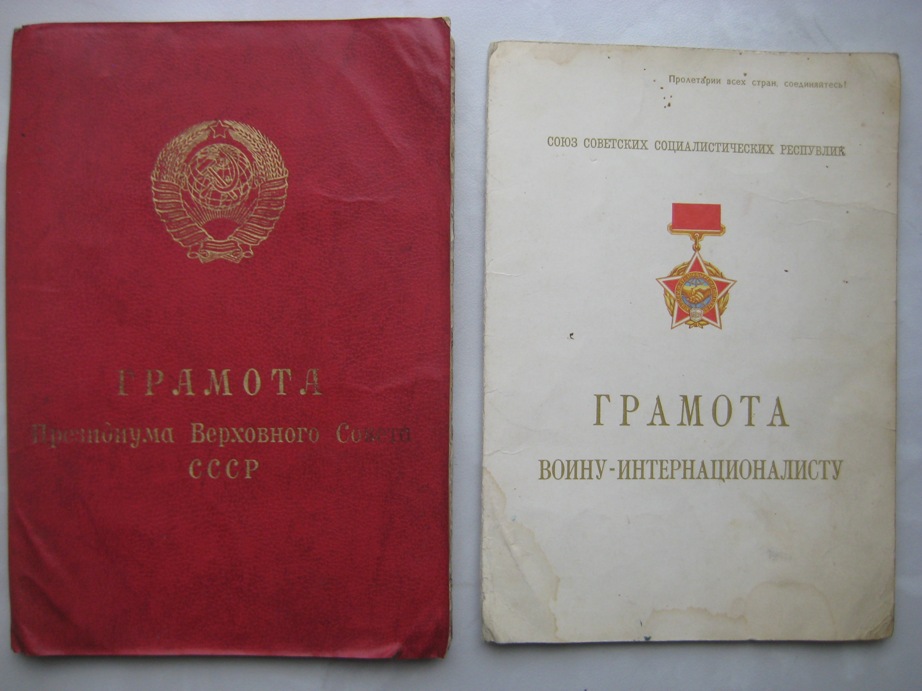 ГРАМОТА
Президиума Верховного Совета
СССР
Пролетарии всех стран, соединяйтесь!
СОЮЗ СОВЕТСКИХ СОЦИАЛИСТИЧЕСКИХ РЕСПУБЛИК
ГРАМОТА
ВОИНУ-ИНТЕРНАЦИОНАЛИСТУ